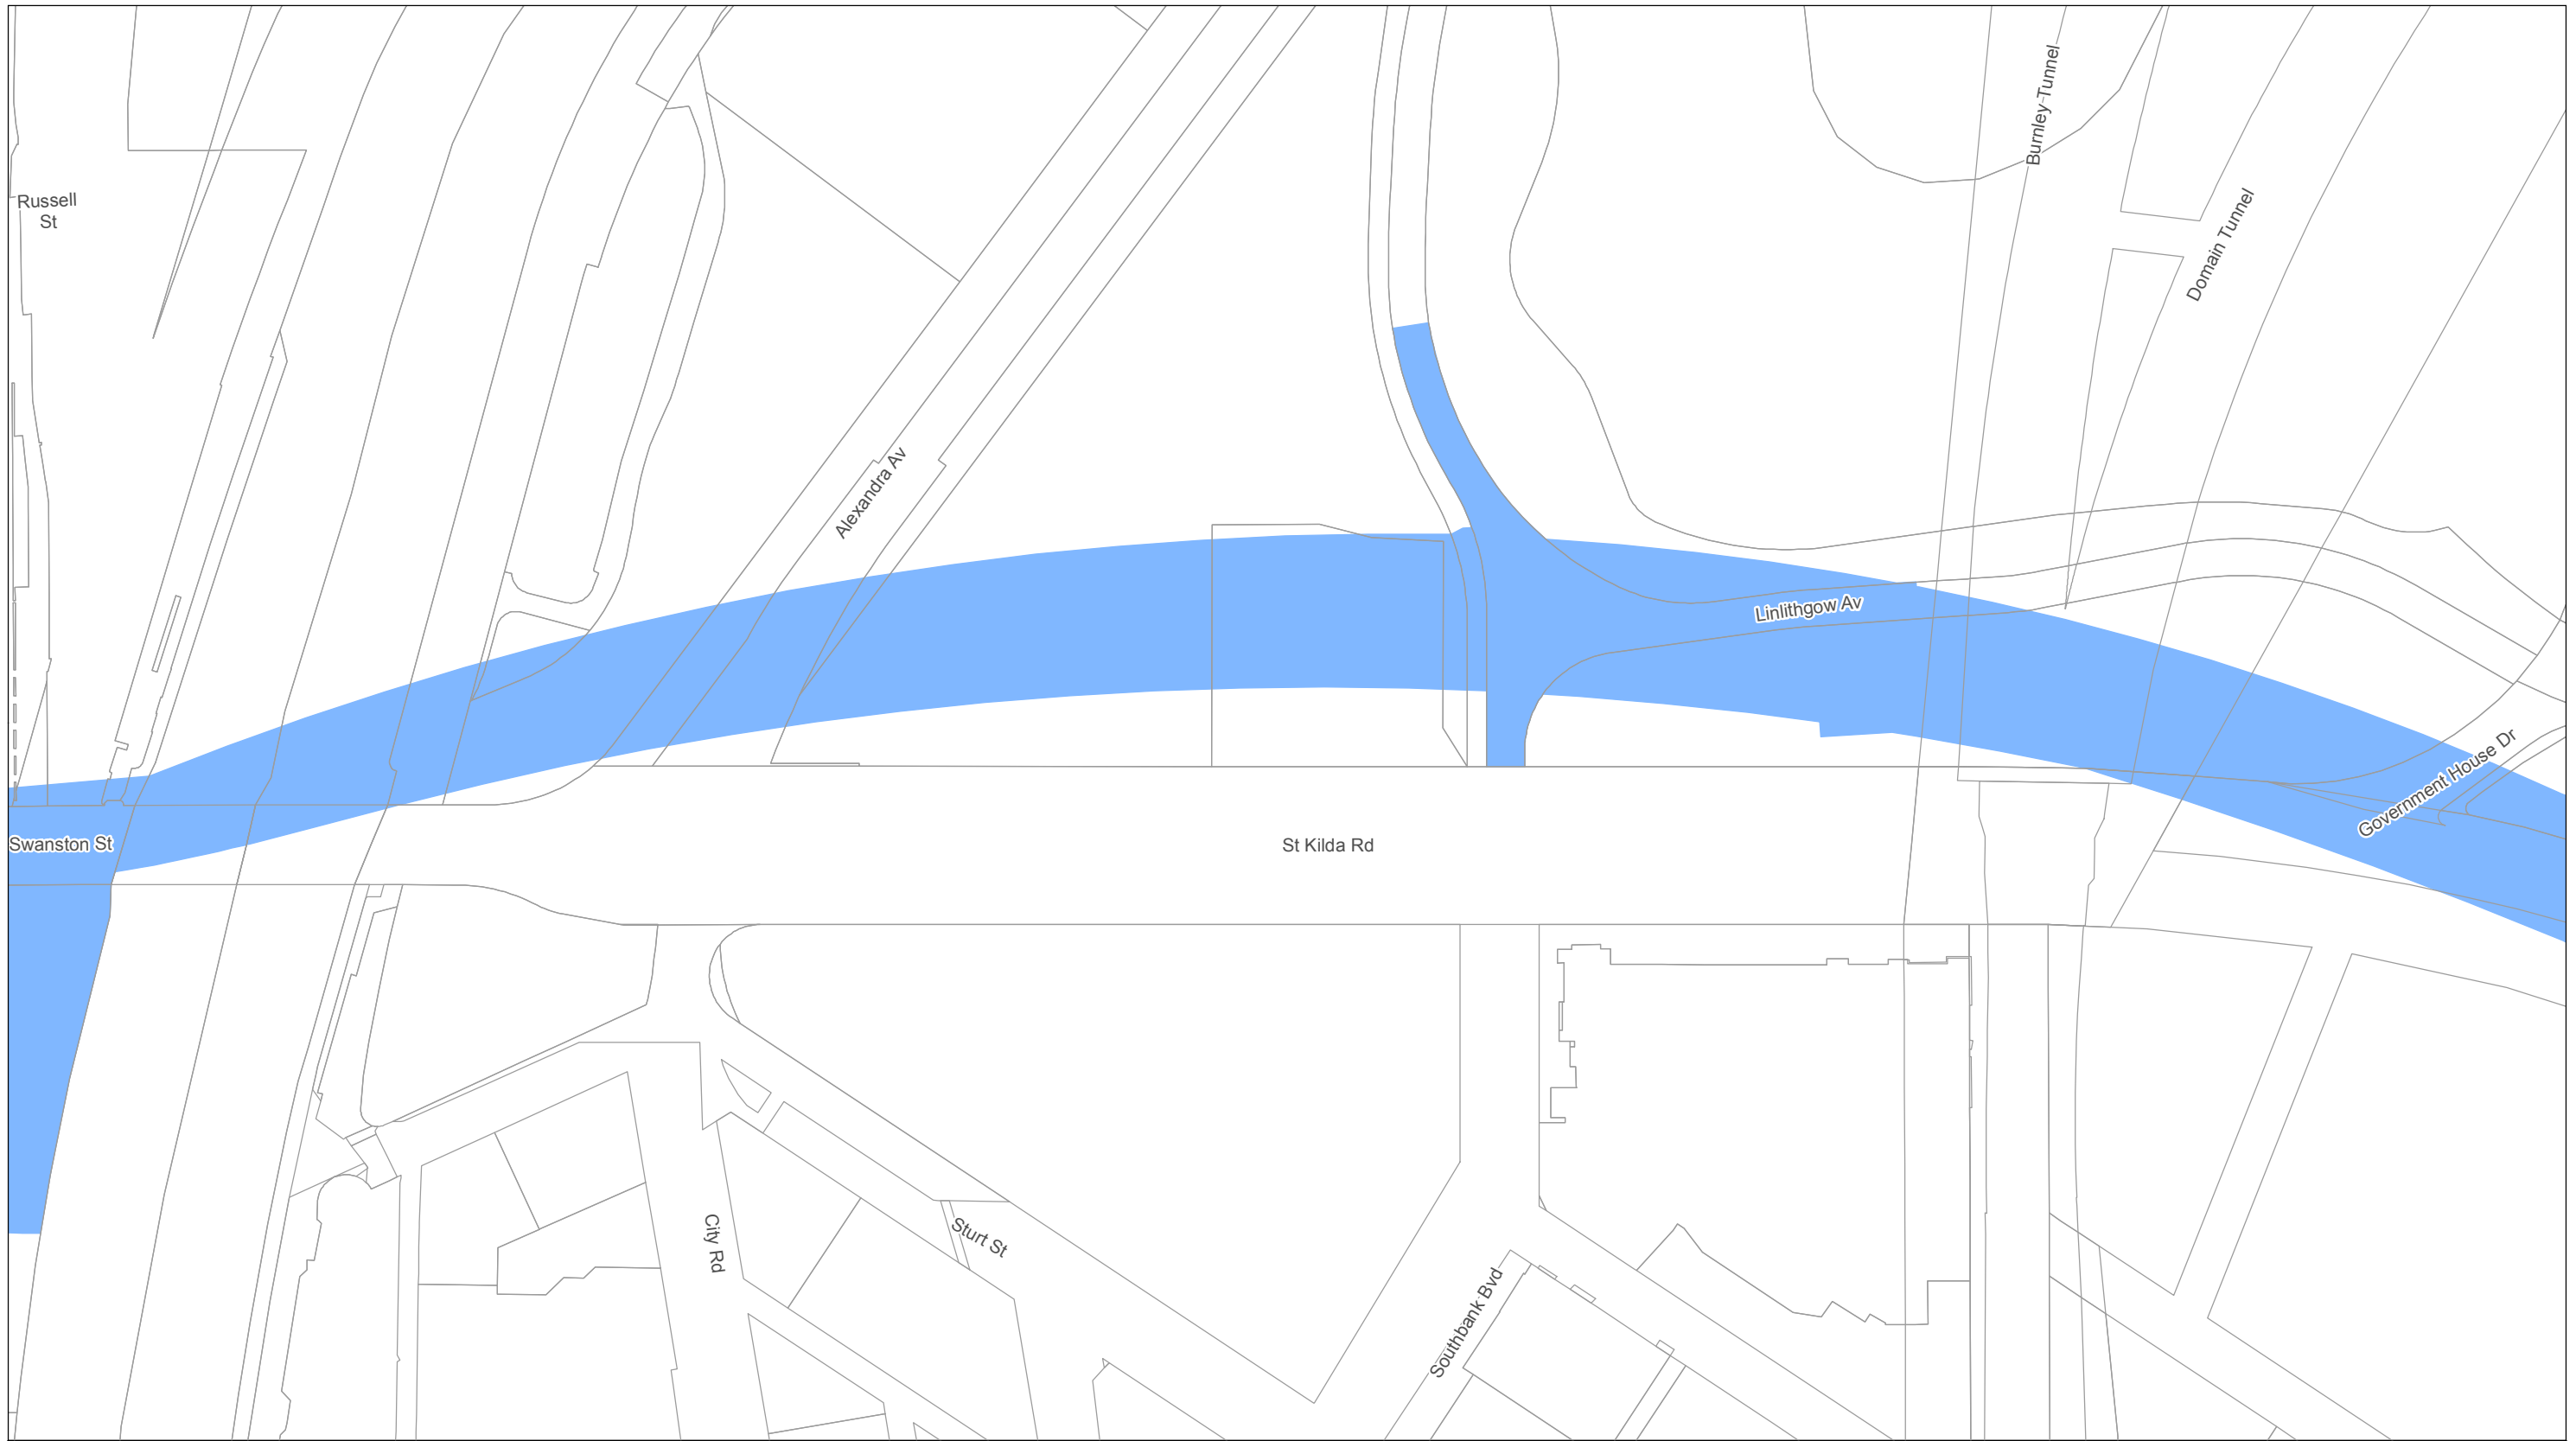 Burnley Tunnel
Russell
St
Domain Tunnel
Alexandra Av
Linlithgow Av
Government House Dr
Swanston St
St Kilda Rd
City Rd
Sturt St
Southbank Bvd